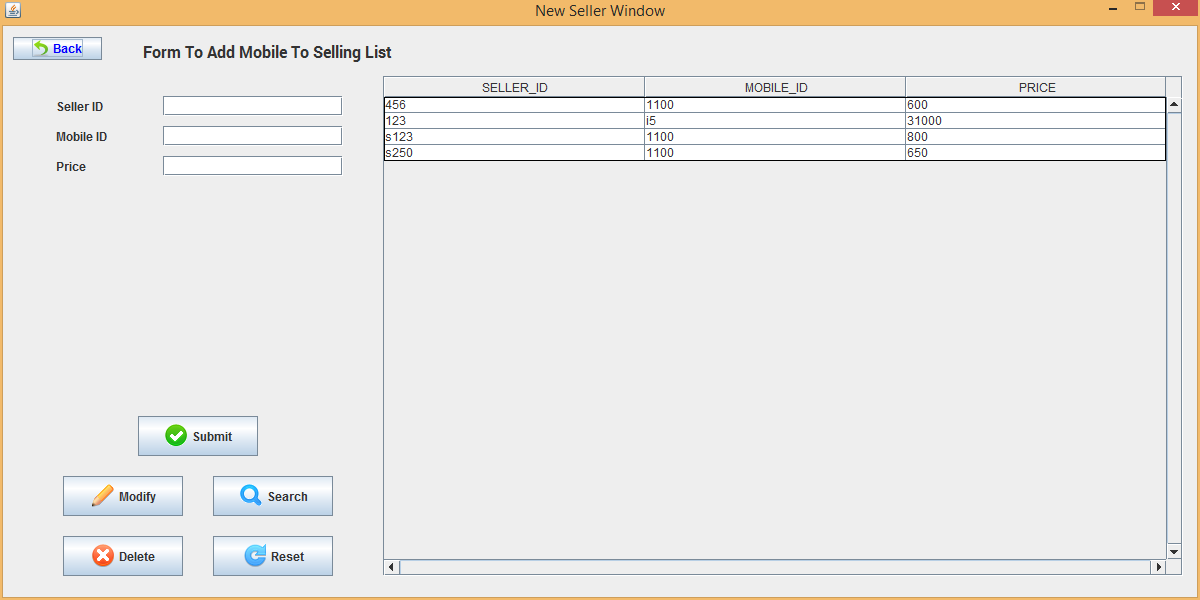 New Seller Window
Back
Form To Add Mobile To Selling List
Seller ID
Mobile ID
Price
SELLER_ID MOBILE_ID PRICE
456 1100 600
123 i5 31000
s123 1100 800
s250 1100 650
Submit
Modify Search
Delete Reset